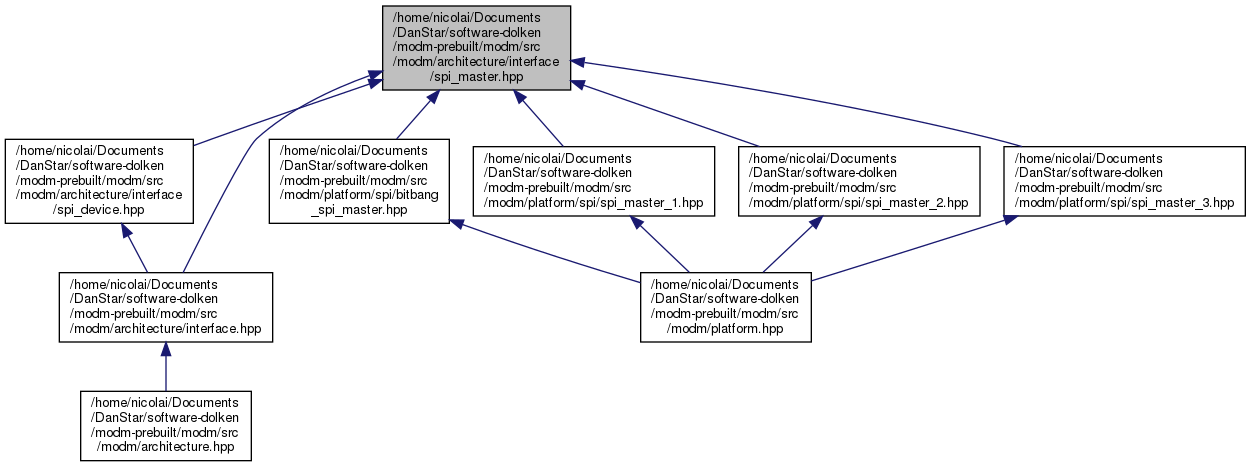 /home/nicolai/Documents
/DanStar/software-dolken
/modm-prebuilt/modm/src
/modm/architecture/interface
/spi_master.hpp
/home/nicolai/Documents
/DanStar/software-dolken
/modm-prebuilt/modm/src
/modm/architecture/interface
/spi_device.hpp
/home/nicolai/Documents
/DanStar/software-dolken
/modm-prebuilt/modm/src
/modm/platform/spi/bitbang
_spi_master.hpp
/home/nicolai/Documents
/DanStar/software-dolken
/modm-prebuilt/modm/src
/modm/platform/spi/spi_master_1.hpp
/home/nicolai/Documents
/DanStar/software-dolken
/modm-prebuilt/modm/src
/modm/platform/spi/spi_master_2.hpp
/home/nicolai/Documents
/DanStar/software-dolken
/modm-prebuilt/modm/src
/modm/platform/spi/spi_master_3.hpp
/home/nicolai/Documents
/DanStar/software-dolken
/modm-prebuilt/modm/src
/modm/architecture/interface.hpp
/home/nicolai/Documents
/DanStar/software-dolken
/modm-prebuilt/modm/src
/modm/platform.hpp
/home/nicolai/Documents
/DanStar/software-dolken
/modm-prebuilt/modm/src
/modm/architecture.hpp